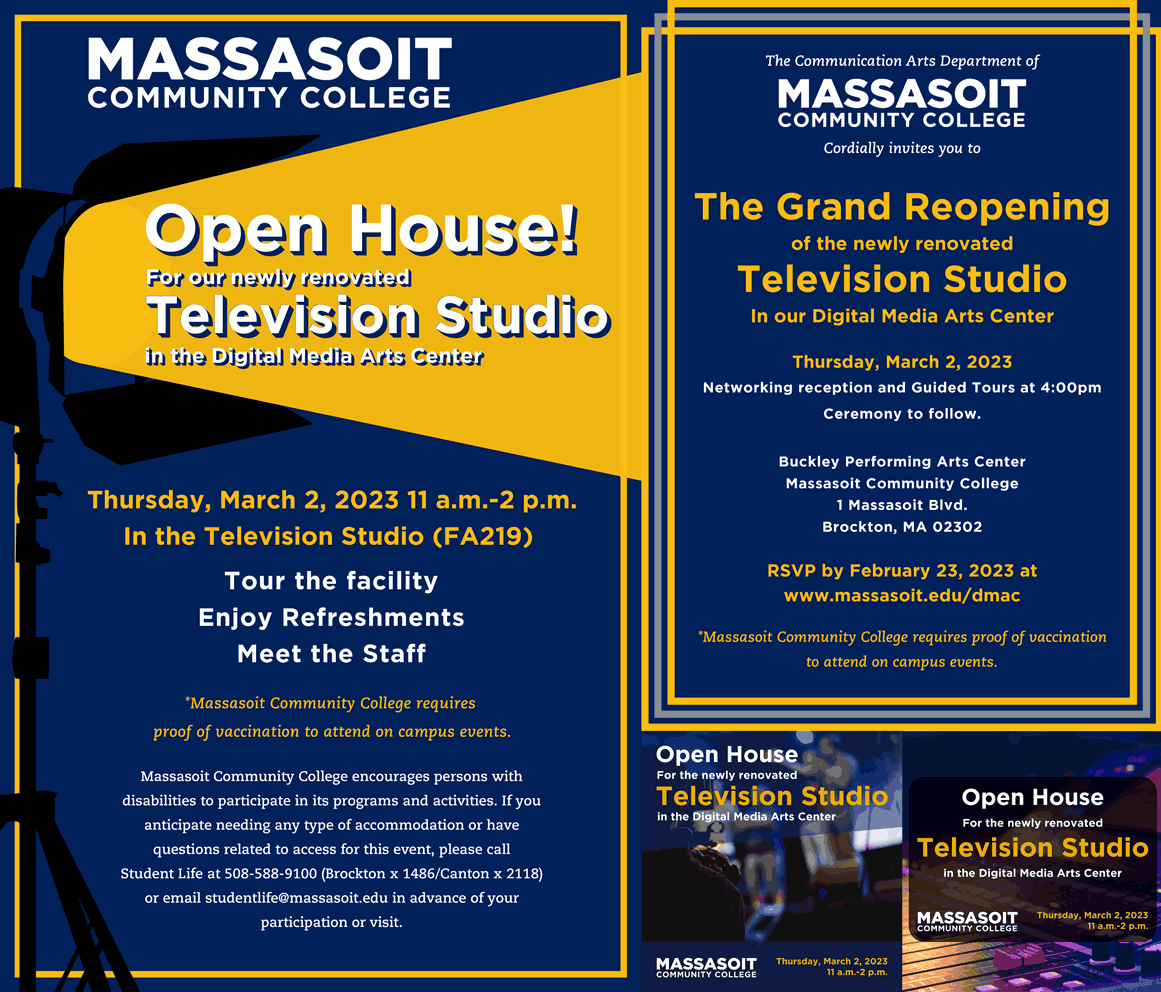 MASSASOIT
COMMUNITY COLLEGE
Open House!
For our newly renovated
Television Studio
in the Digital Media Arts Center
Thursday, March 2, 2023 11 a.m.-2 p.m.
In the Television Studio (FA219)
Tour the facility
Enjoy Refreshments
Meet the Staff
*Massasoit Community College requires
proof of vaccination to attend on campus events.
Massasoit Community College encourages persons with
disabilities to participate in its programs and activities. If you
anticipate needing any type of accommodation or have
questions related to access for this event, please call
Student Life at 508-588-9100 (Brockton x 1486/Canton x 2118)
or email studentlife@massasoit.edu in advance of your
participation or visit.
The Communication Arts Department of
MASSASOIT
COMMUNITY COLLEGE
Cordially invites you to
The Grand Reopening
of the newly renovated
Television Studio
In our Digital Media Arts Center
Thursday, March 2, 2023
Networking reception and Guided Tours at 4:00pm
Ceremony to follow.
Buckley Performing Arts Center
Massasoit Community College
1 Massasoit Blvd.
Brockton, MA 02302
RSVP by February 23, 2023 at
www.massasoit.edu/dmac
*Massasoit Community College requires proof of vaccination
to attend on campus events.
Open House
For the newly renovated
Television Studio
in the Digital Media Arts Center
MASSASOIT
COMMUNITY COLLEGE
Thursday, March 2, 2023
11 a.m.-2 p.m.
Open House
For the newly renovated
Television Studio
in the Digital Media Arts Center
MASSASOIT
COMMUNITY COLLEGE
Thursday, March 2, 2023
11 a.m.-2 p.m.